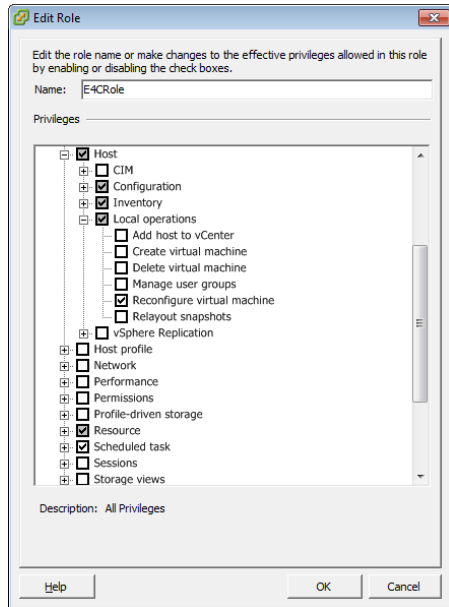 Edit Role
Edit the role name or make changes to the effective privileges allowed in this role
by enabling or disabling the check boxes.
Name: E4CRole
Privileges
Host
CIM
Configuration
Inventory
Local operations
Add host to vCenter
Create virtual machine
Delete virtual machine
Manage user groups
Reconfigure virtual machine
Relayout snapshots
vSphere Replication
Host profile
Network
Performance
Permissions
Profile-driven storage
Resource
Scheduled task
Sessions
Storage views
Description: All Privileges
Help OK Cancel